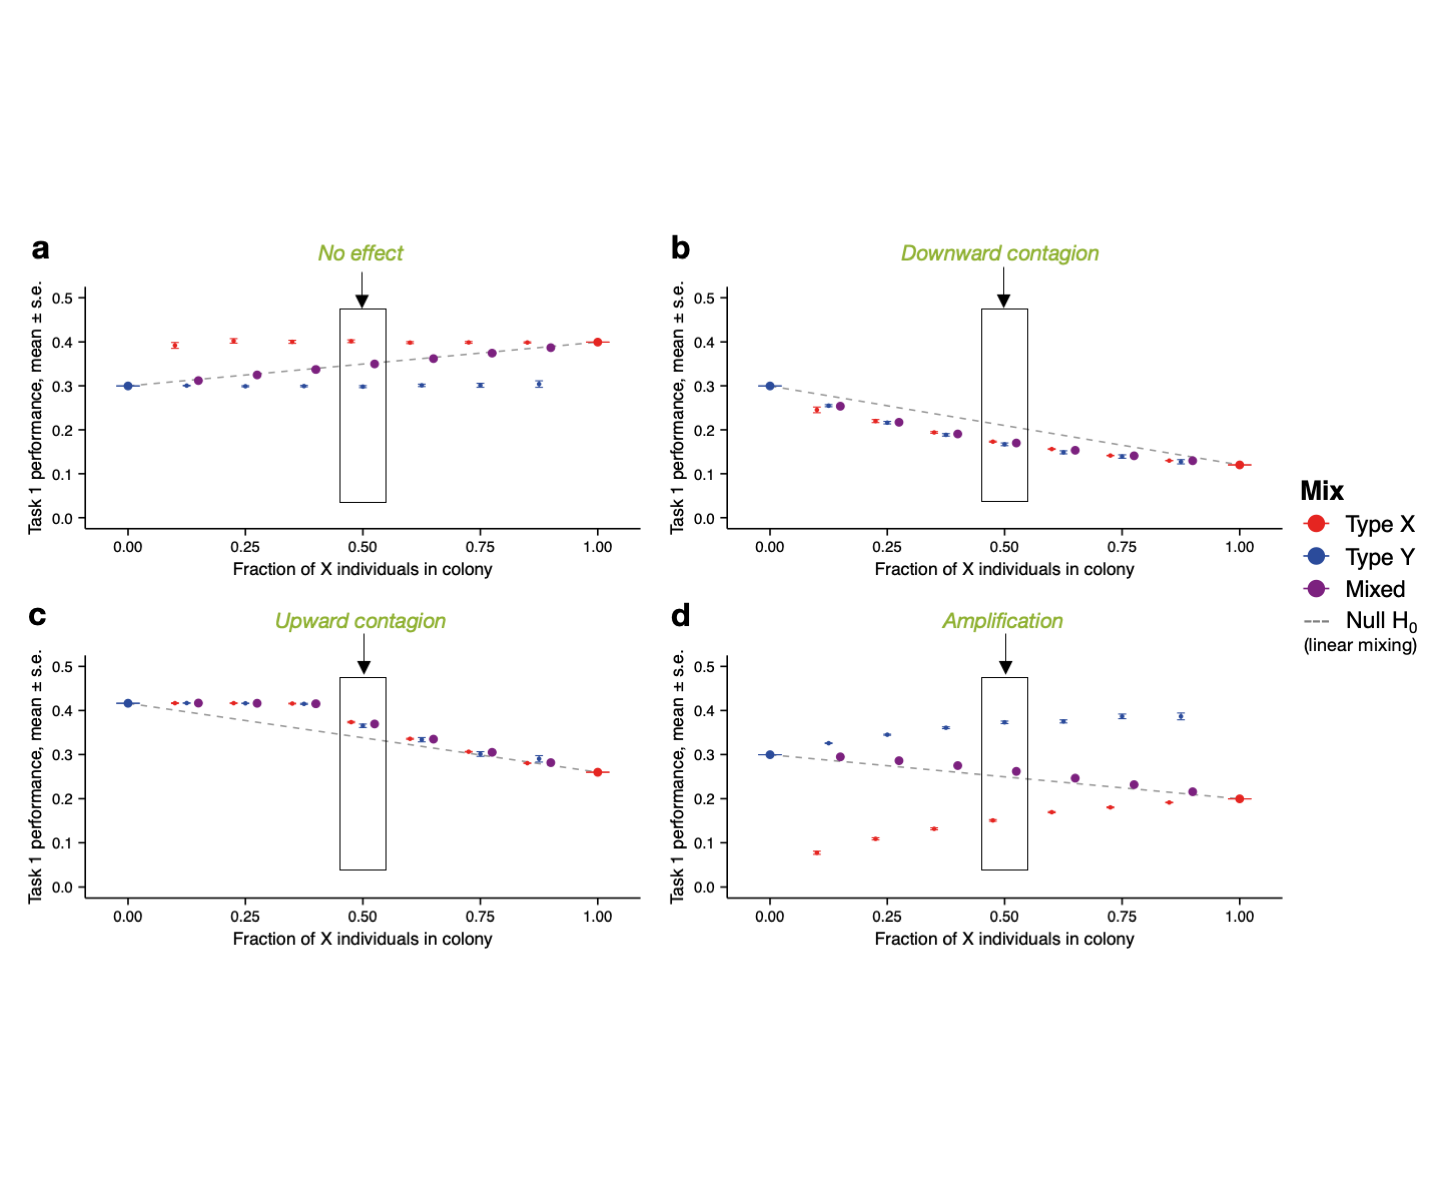 a
No effect
Task 1 performance, mean ± s.e.
0.5
0.4
0.3
0.2
0.1
0.0
0.00 0.25 0.50 0.75 1.00
Fraction of X individuals in colony
b
Downward contagion
Task 1 performance, mean ± s.e.
0.5
0.4
0.3
0.2
0.1
0.0
0.00 0.25 0.50 0.75 1.00
Fraction of X individuals in colony
c
Upward contagion
Task 1 performance, mean ± s.e.
0.5
0.4
0.3
0.2
0.1
0.0
0.00 0.25 0.50 0.75 1.00
Fraction of X individuals in colony
d
Amplification
Task 1 performance, mean ± s.e.
0.5
0.4
0.3
0.2
0.1
0.0
0.00 0.25 0.50 0.75 1.00
Fraction of X individuals in colony
Mix
Type X
Type Y
Mixed
Null H₀
(linear mixing)